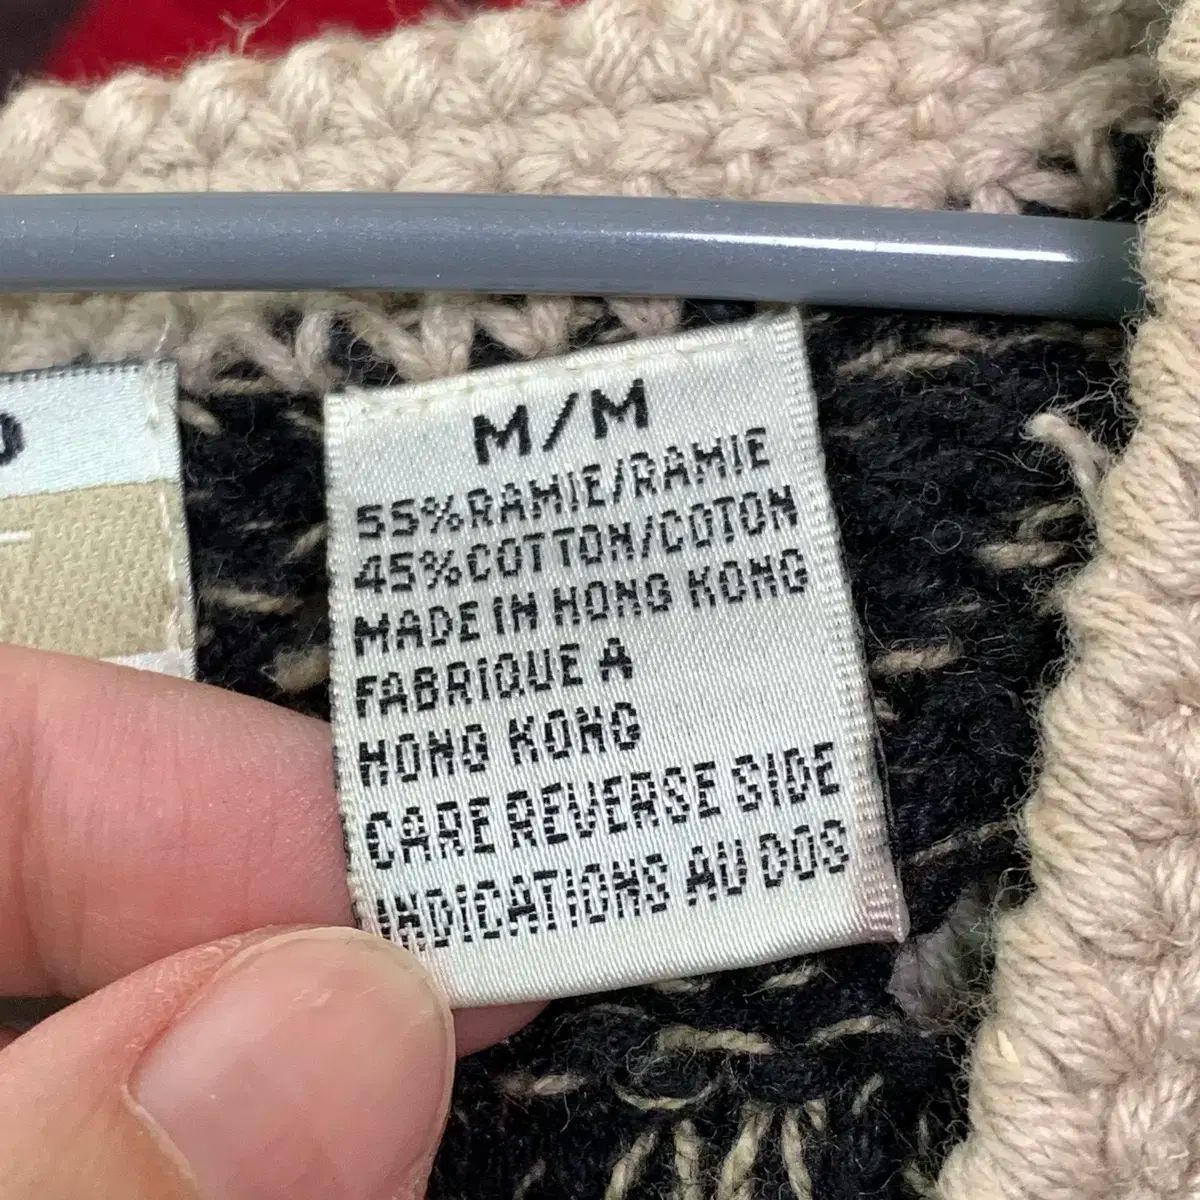 M/M
55%RAMIE/RAMIE
45%COTTON/COTON
MADE IN HONG KONG
FABRIQUE A
HONG KONG
CARE REVERSE SIDE
INDICATIONS AU DOS